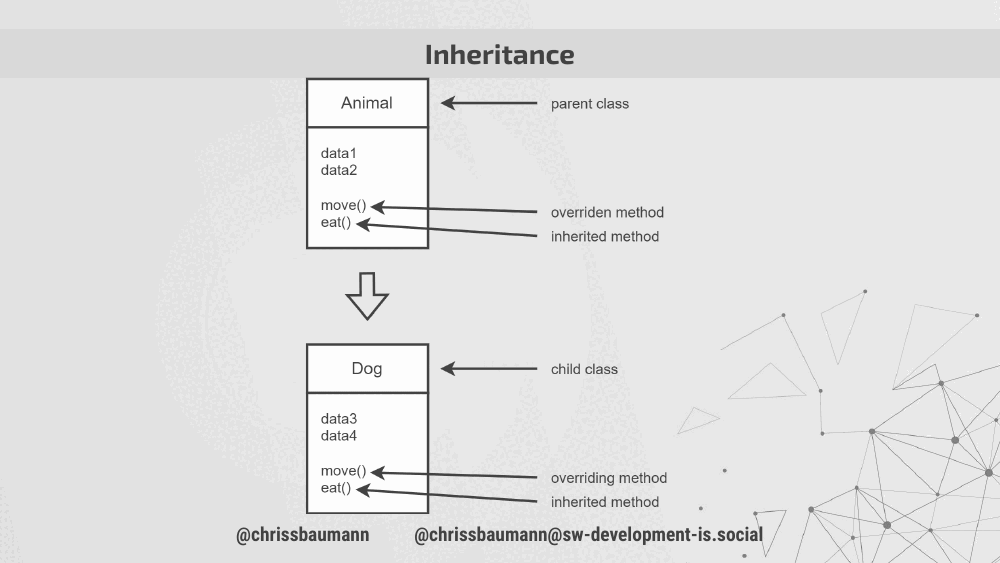 Inheritance
Animal
parent class
data1
data2
move()
overriden method
eat()
inherited method
Dog
child class
data3
data4
move()
overriding method
eat()
inherited method
@chrissbaumann
@chrissbaumann@sw-development-is.social